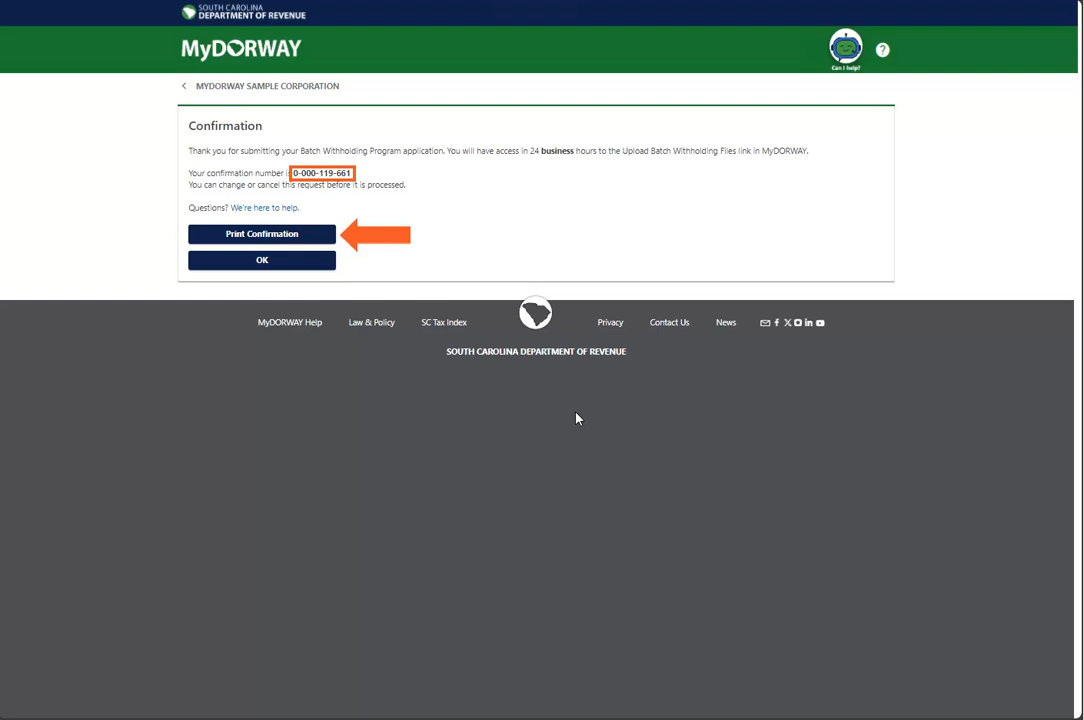 SOUTH CAROLINA
DEPARTMENT OF REVENUE
MyDORWAY
Can I help?
?
MYDORWAY SAMPLE CORPORATION
Confirmation
Thank you for submitting your Batch Withholding Program application. You will have access in 24 business hours to the Upload Batch Withholding Files link in MyDORWAY.
Your confirmation number is 0-000-119-661
You can change or cancel this request before it is processed.
Questions? We're here to help.
Print Confirmation
OK
MyDORWAY Help Law & Policy SC Tax Index Privacy Contact Us News
SOUTH CAROLINA DEPARTMENT OF REVENUE